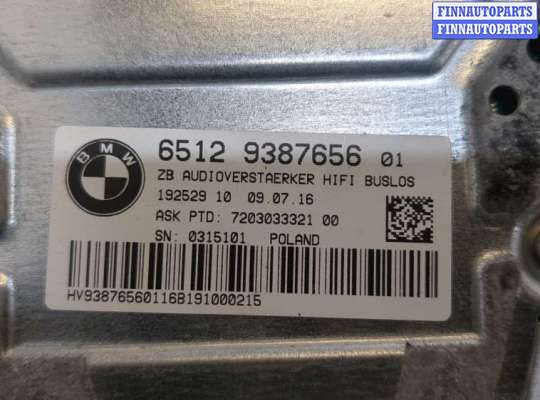 FINNAUTOPARTS
FINNAUTOPARTS
BMW
6512 9387656 01
ZB AUDIOVERSTAERKER HIFI BUSLOS
192529 10 09.07.16
ASK PTD: 7203033321 00
SN: 0315101 POLAND
HV93876560116B191000215